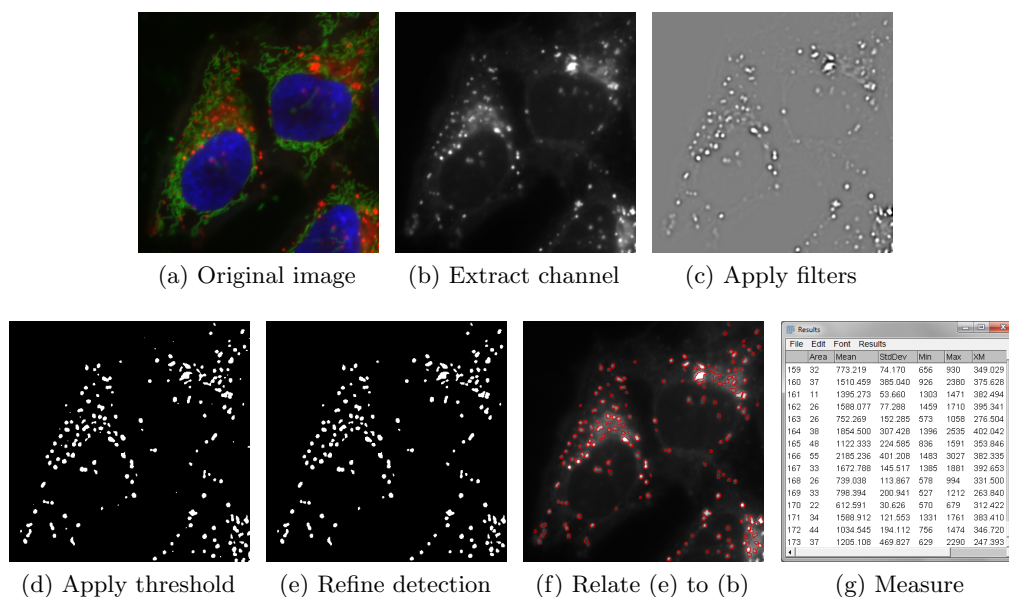 (a) Original image (b) Extract channel (c) Apply filters
Results
File Edit Font Results
Area Mean StdDev Min Max XM
159 32 773.219 74.170 656 930 349.029
160 37 1510.459 385.040 926 2380 375.628
161 11 1395.273 53.660 1303 1471 382.494
162 26 1588.077 77.288 1459 1710 395.341
163 26 752.269 152.285 573 1058 276.504
164 38 1854.500 307.428 1396 2535 402.042
165 48 1122.333 224.585 836 1591 353.846
166 55 2185.236 401.208 1483 3027 382.335
167 33 1672.788 145.517 1385 1881 392.653
168 26 739.038 113.867 578 994 331.500
169 33 798.394 200.941 527 1212 263.840
170 22 612.591 30.626 570 679 312.422
171 34 1588.912 121.553 1331 1761 383.410
172 44 1034.545 194.112 756 1474 346.720
173 37 1205.108 469.827 629 2290 247.393
(d) Apply threshold (e) Refine detection (f) Relate (e) to (b) (g) Measure